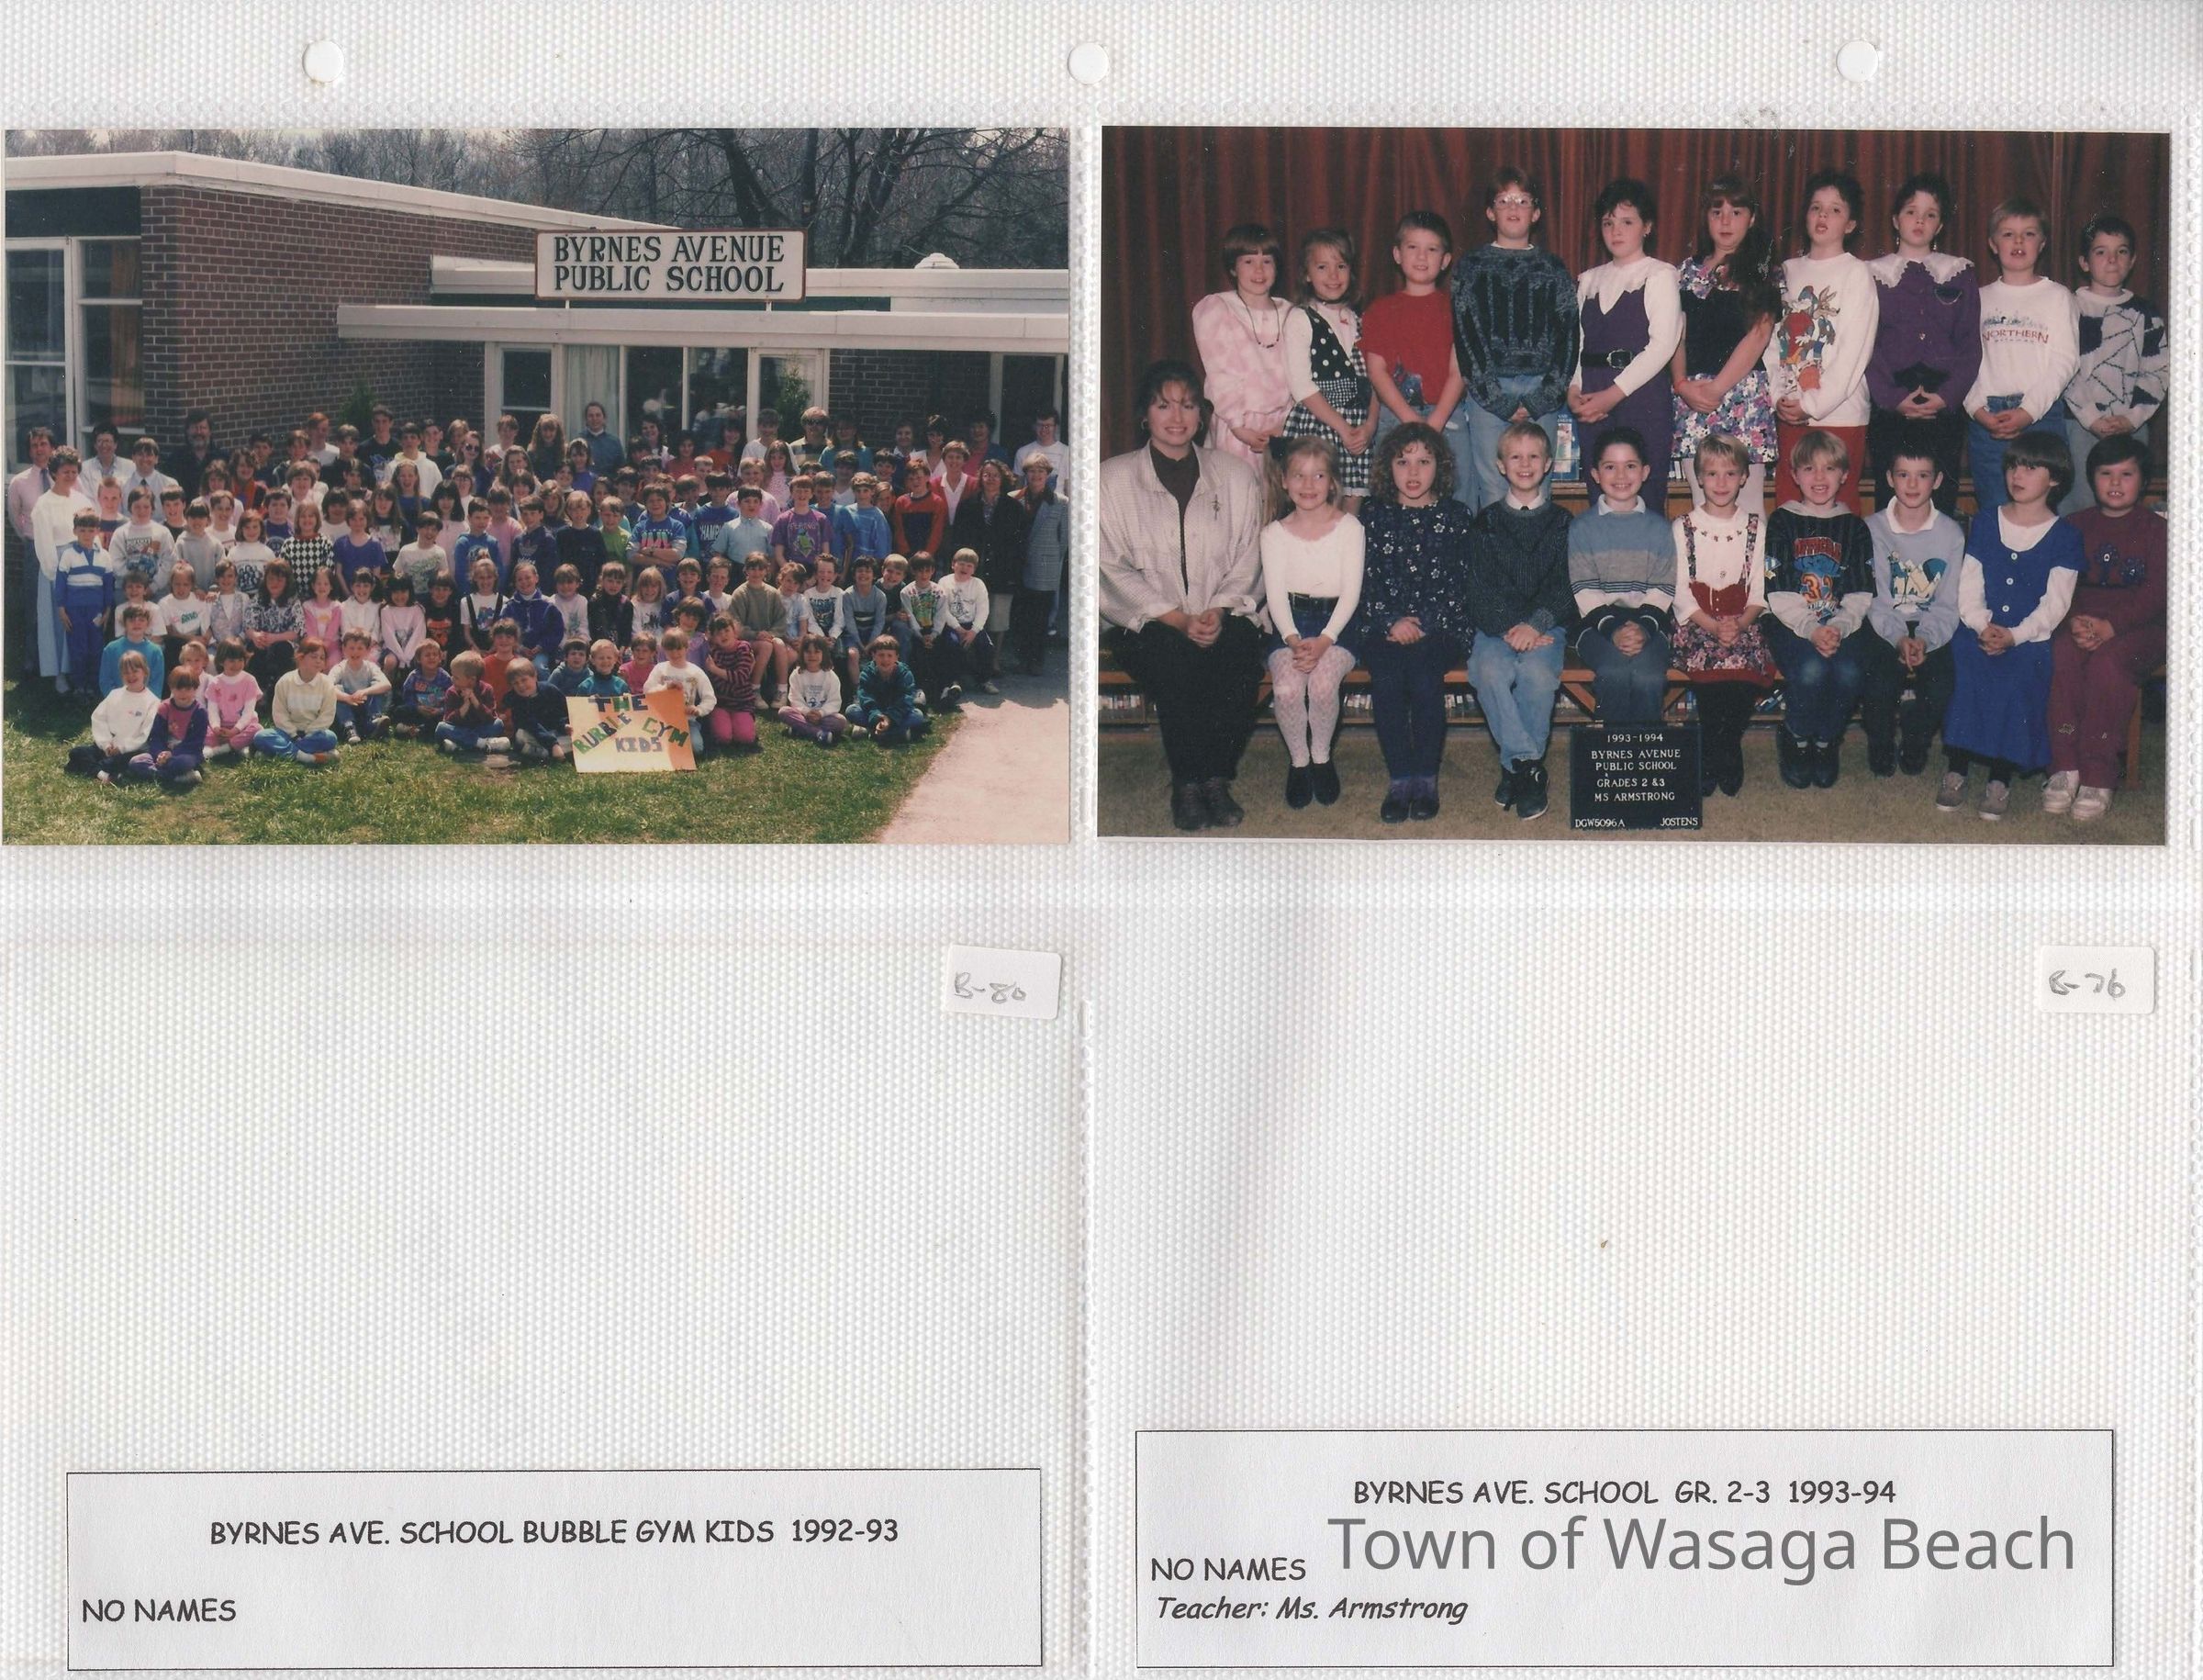 BYRNES AVENUE
PUBLIC SCHOOL
THE
BUBBLE GYM
KIDS
NORTHERN
1993-1994
BYRNES AVENUE
PUBLIC SCHOOL
GRADES 2 & 3
MS ARMSTRONG
DGW5096A JOSTENS
B-80
B-76
BYRNES AVE. SCHOOL BUBBLE GYM KIDS 1992-93
NO NAMES
BYRNES AVE. SCHOOL GR. 2-3 1993-94
Town of Wasaga Beach
NO NAMES
Teacher: Ms. Armstrong